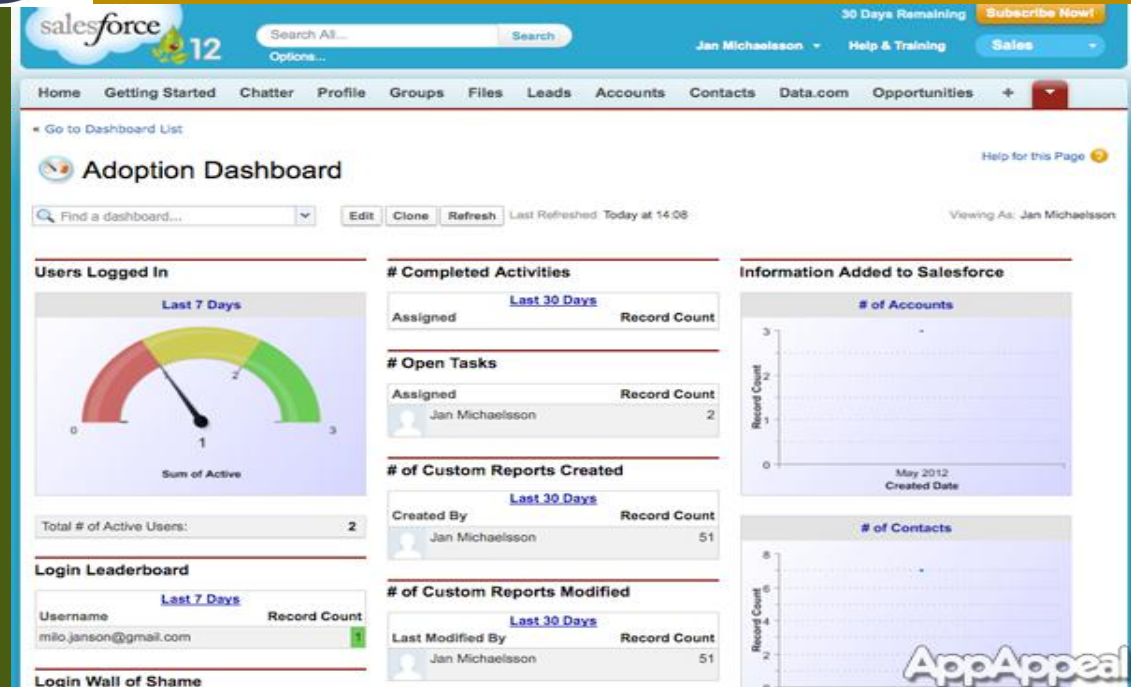 salesforce 12
Search All...
Search
Options...
30 Days Remaining
Subscribe Now!
Jan Michaelsson
Help & Training
Sales
Home Getting Started Chatter Profile Groups Files Leads Accounts Contacts Data.com Opportunities +
« Go to Dashboard List
Adoption Dashboard
Help for this Page
Find a dashboard...
Edit Clone Refresh Last Refreshed Today at 14:08
Viewing As: Jan Michaelsson
Users Logged In
Last 7 Days
0
1
2
3
1
Sum of Active
Total # of Active Users: 2
Login Leaderboard
Last 7 Days
Username Record Count
milo.janson@gmail.com 1
Login Wall of Shame
# Completed Activities
Last 30 Days
Assigned Record Count
# Open Tasks
Assigned Record Count
Jan Michaelsson 2
# of Custom Reports Created
Last 30 Days
Created By Record Count
Jan Michaelsson 51
# of Custom Reports Modified
Last 30 Days
Last Modified By Record Count
Jan Michaelsson 51
Information Added to Salesforce
# of Accounts
3
2
1
0
Record Count
May 2012
Created Date
# of Contacts
8
6
4
2
0
Record Count
AppAppeal